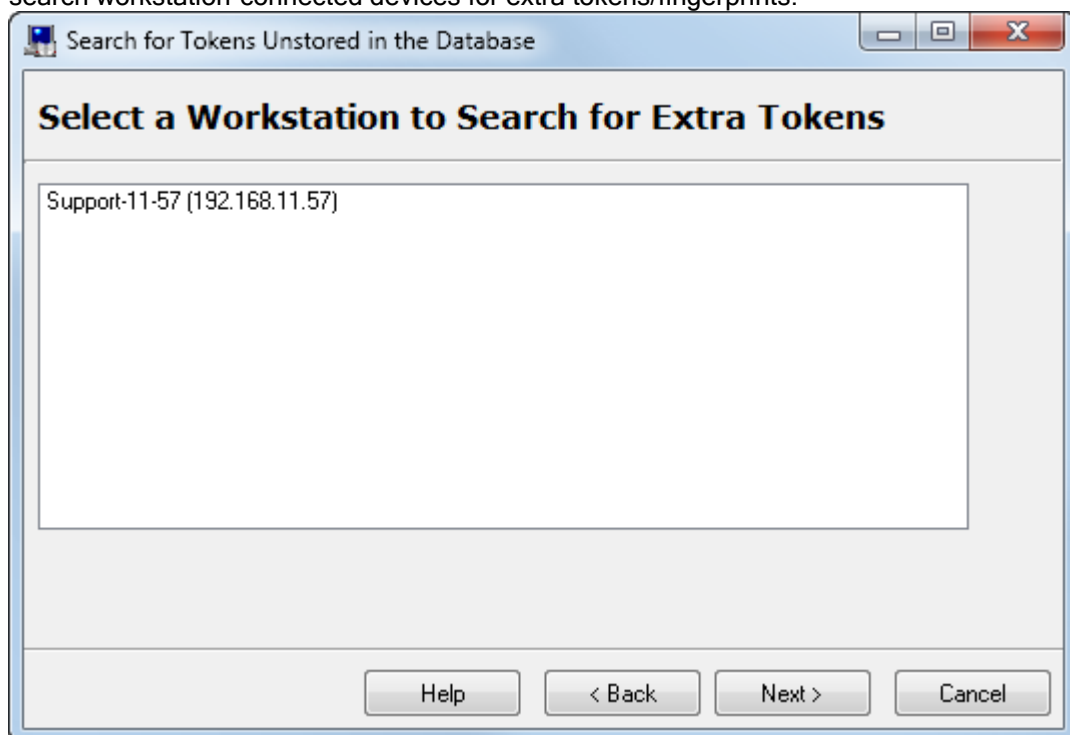 search workstation-connected devices for extra tokens/fingerprints.
Search for Tokens Unstored in the Database
Select a Workstation to Search for Extra Tokens
Support-11-57 (192.168.11.57)
Help < Back Next > Cancel